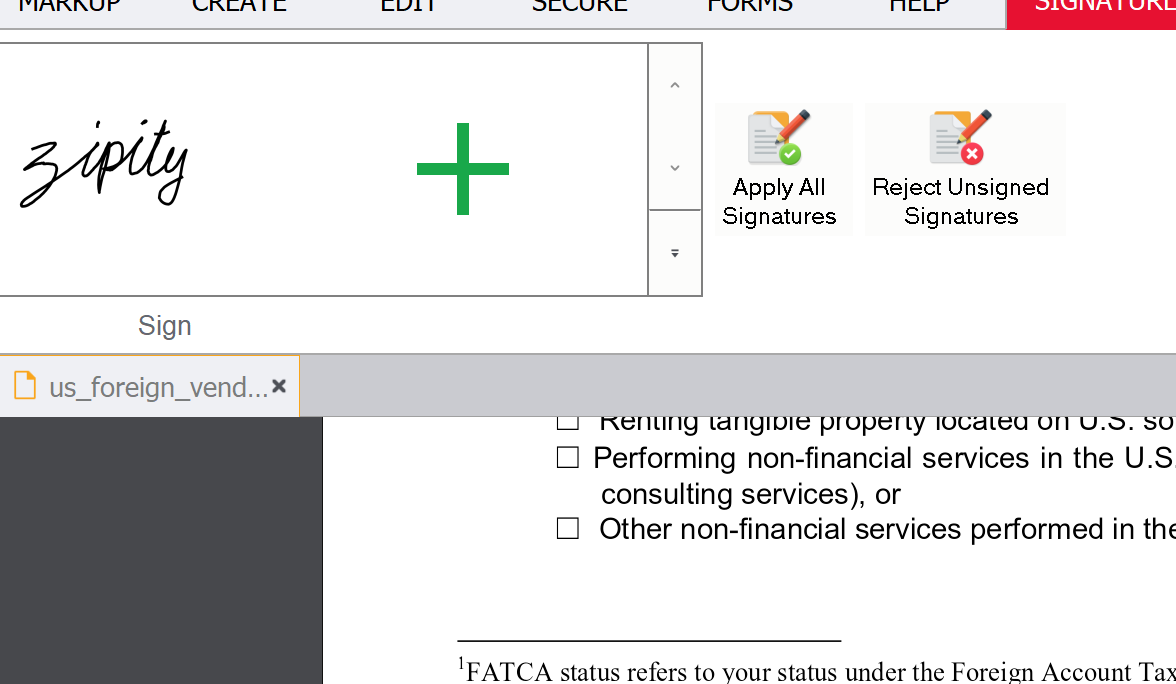 MARKUP CREATE EDIT SECURE FORMS HELP SIGNATURE
zipity
Apply All
Signatures
Reject Unsigned
Signatures
Sign
us_foreign_vend...
Renting tangible property located on U.S. so
Performing non-financial services in the U.S.
consulting services), or
Other non-financial services performed in the
1FATCA status refers to your status under the Foreign Account Tax